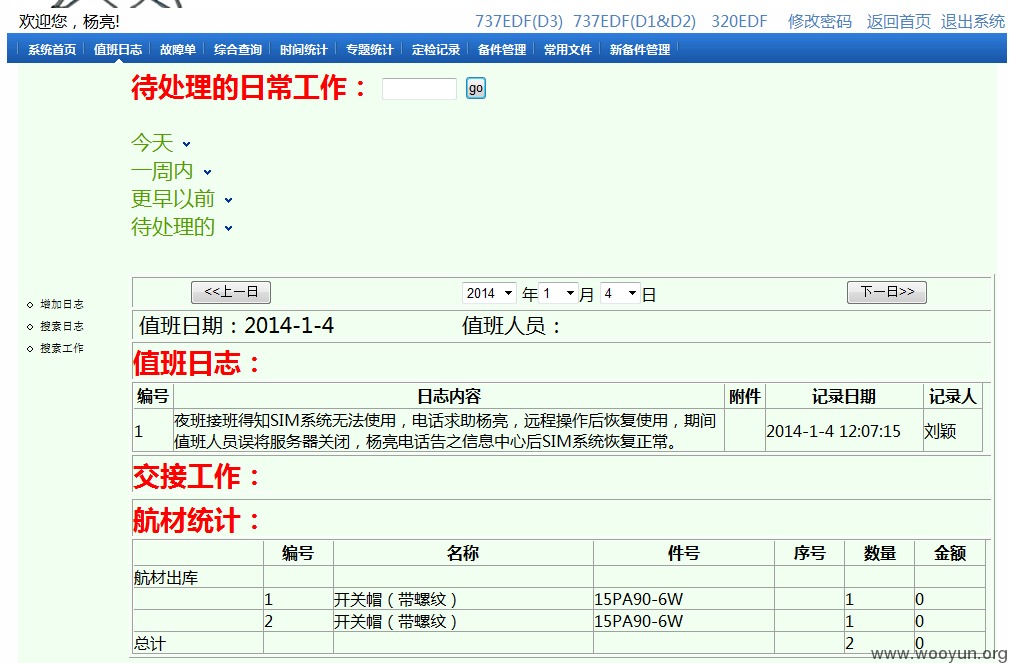 欢迎您，杨亮!
737EDF(D3) 737EDF(D1&D2) 320EDF 修改密码 返回首页 退出系统
系统首页 值班日志 故障单 综合查询 时间统计 专题统计 定检记录 备件管理 常用文件 新备件管理
待处理的日常工作： go
今天
一周内
更早以前
待处理的
增加日志
搜索日志
搜索工作
<<上一日 2014 年 1 月 4 日 下一日>>
值班日期：2014-1-4 值班人员：
值班日志：
编号 日志内容 附件 记录日期 记录人
1 夜班接班得知SIM系统无法使用，电话求助杨亮，远程操作后恢复使用，期间
值班人员误将服务器关闭，杨亮电话告之信息中心后SIM系统恢复正常。 2014-1-4 12:07:15 刘颖
交接工作：
航材统计：
编号 名称 件号 序号 数量 金额
航材出库
1 开关帽（带螺纹） 15PA90-6W 1 0
2 开关帽（带螺纹） 15PA90-6W 1 0
总计 2 0
www.wooyun.org